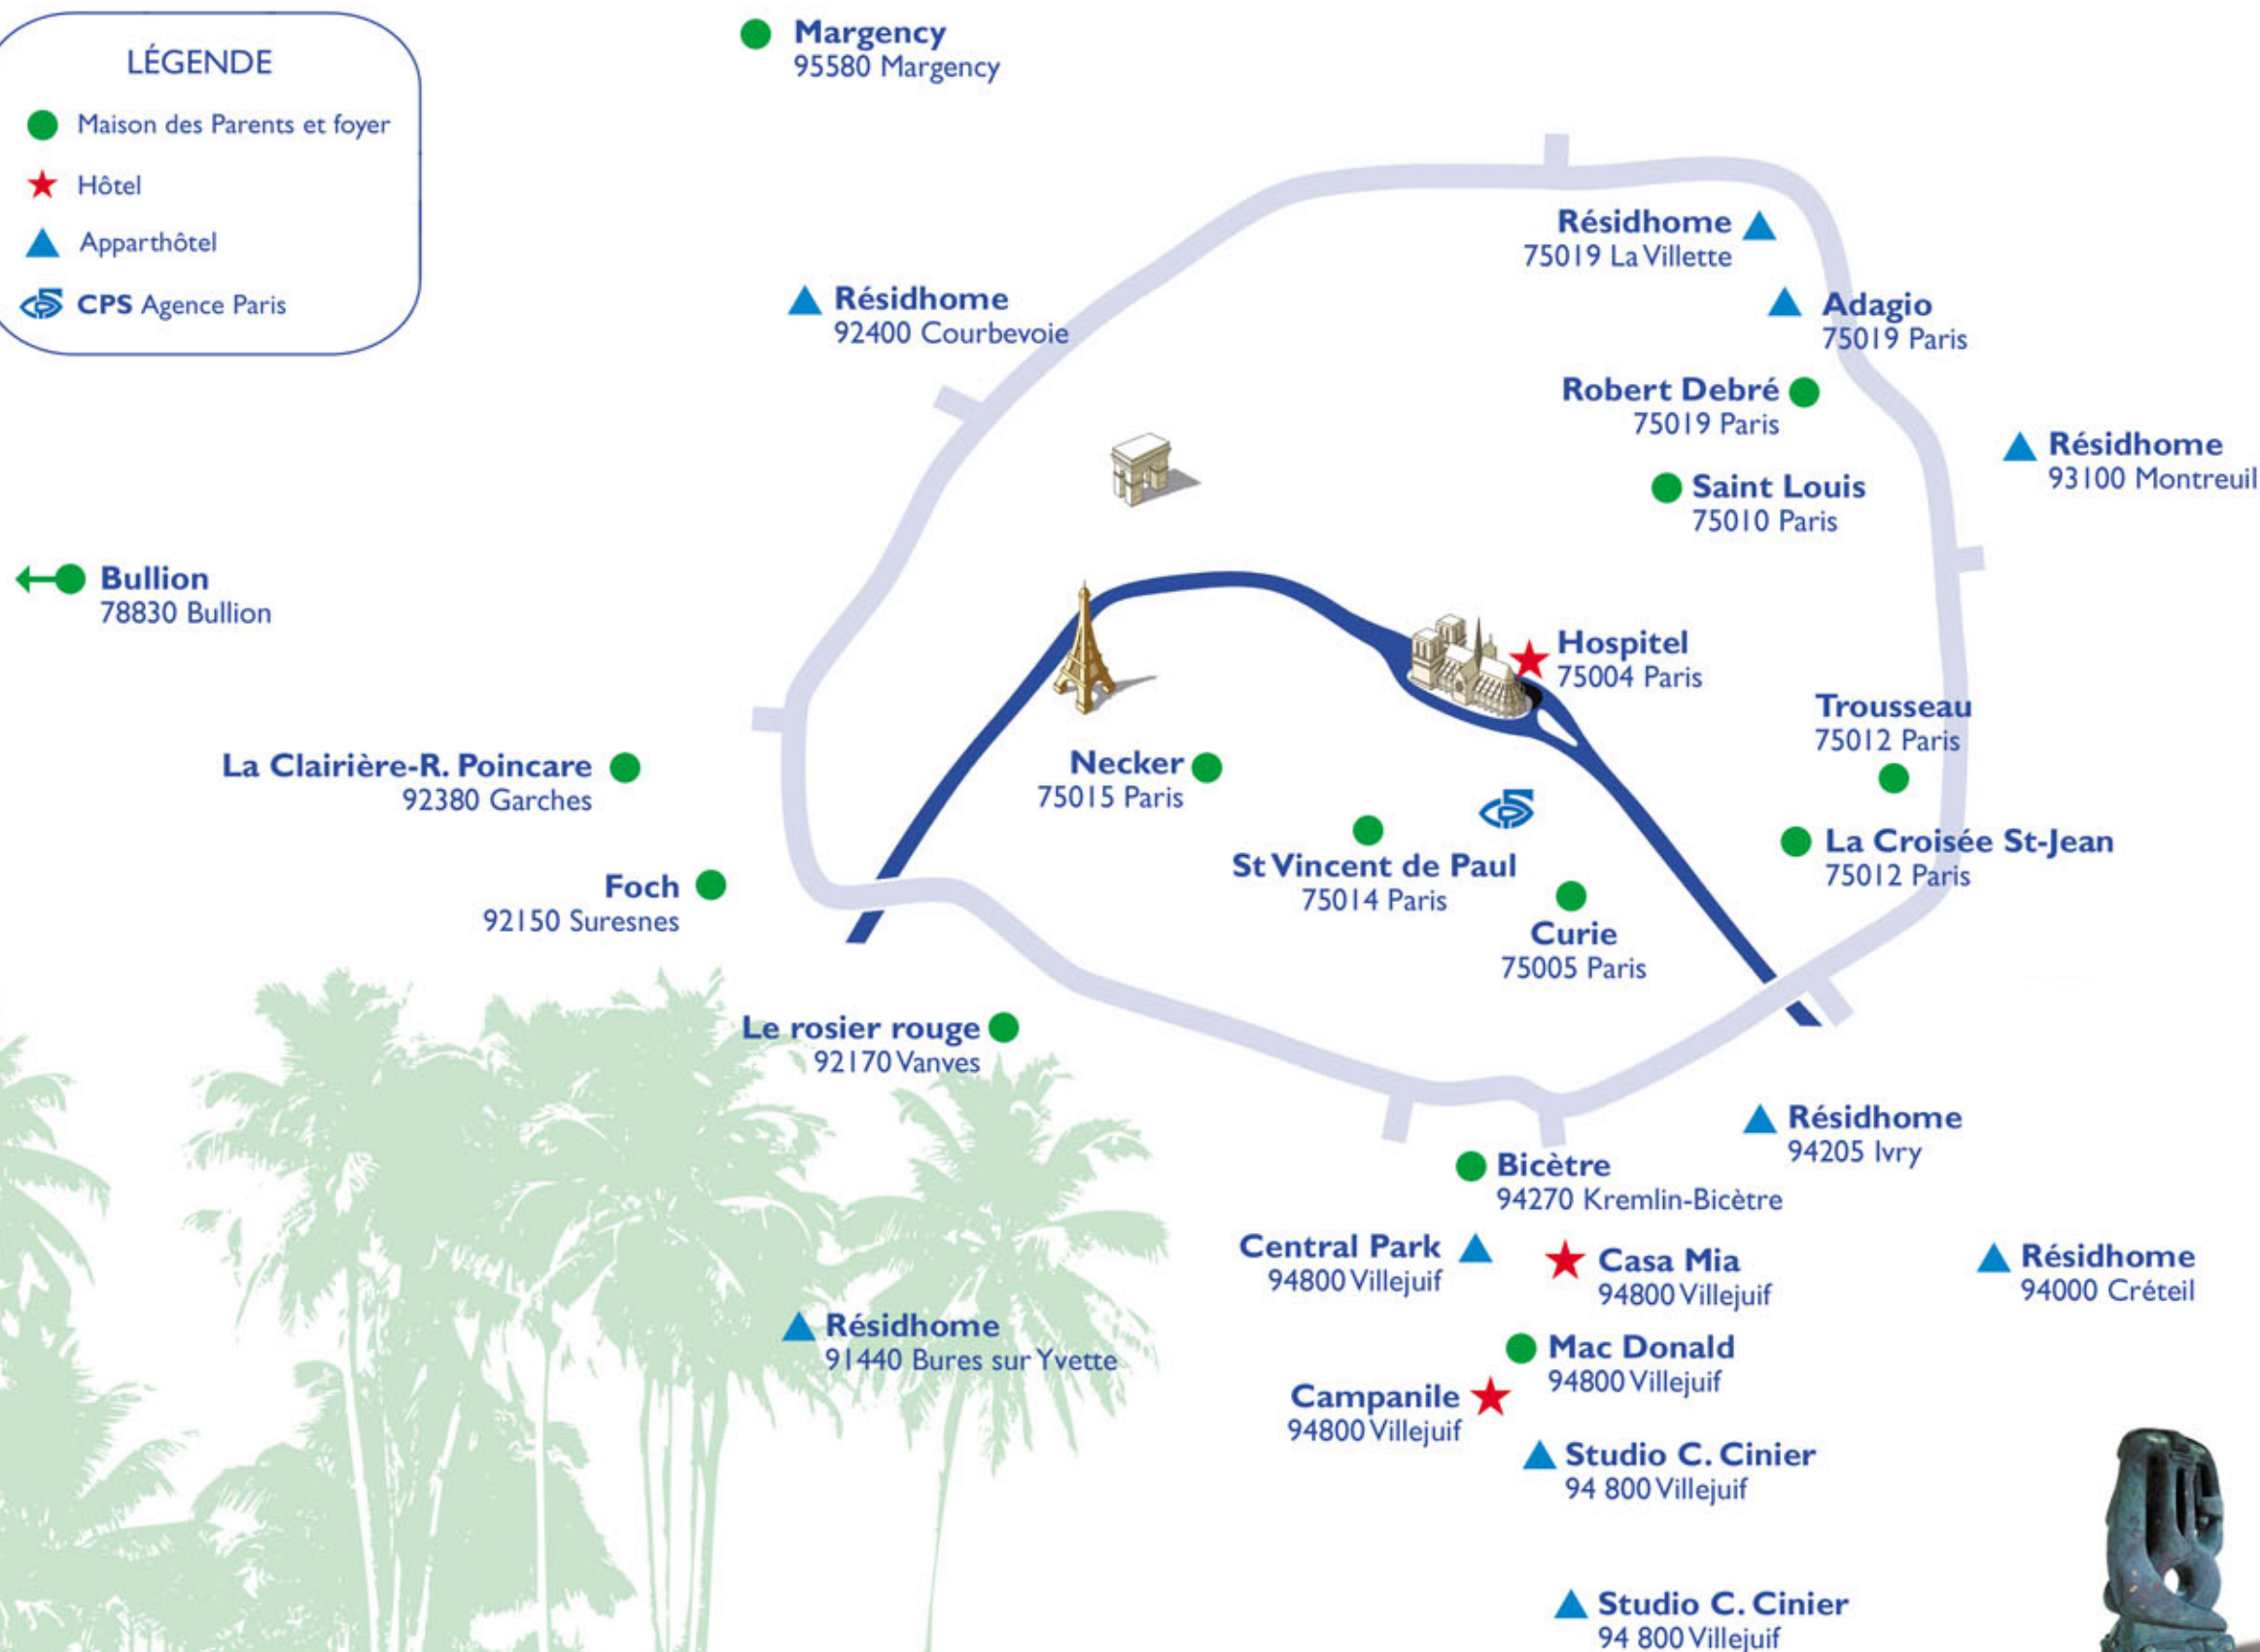 LÉGENDE
Maison des Parents et foyer
Hôtel
Apparthôtel
CPS Agence Paris
Margency
95580 Margency
Résidhome
75019 La Villette
Résidhome
92400 Courbevoie
Adagio
75019 Paris
Robert Debré
75019 Paris
Résidhome
93100 Montreuil
Saint Louis
75010 Paris
Bullion
78830 Bullion
Hospitel
75004 Paris
Trousseau
75012 Paris
La Clairière-R. Poincare
92380 Garches
Necker
75015 Paris
La Croisée St-Jean
75012 Paris
St Vincent de Paul
75014 Paris
Foch
92150 Suresnes
Curie
75005 Paris
Le rosier rouge
92170 Vanves
Résidhome
94205 Ivry
Bicètre
94270 Kremlin-Bicètre
Central Park
94800 Villejuif
Casa Mia
94800 Villejuif
Résidhome
94000 Créteil
Résidhome
91440 Bures sur Yvette
Mac Donald
94800 Villejuif
Campanile
94800 Villejuif
Studio C. Cinier
94 800 Villejuif
Studio C. Cinier
94 800 Villejuif